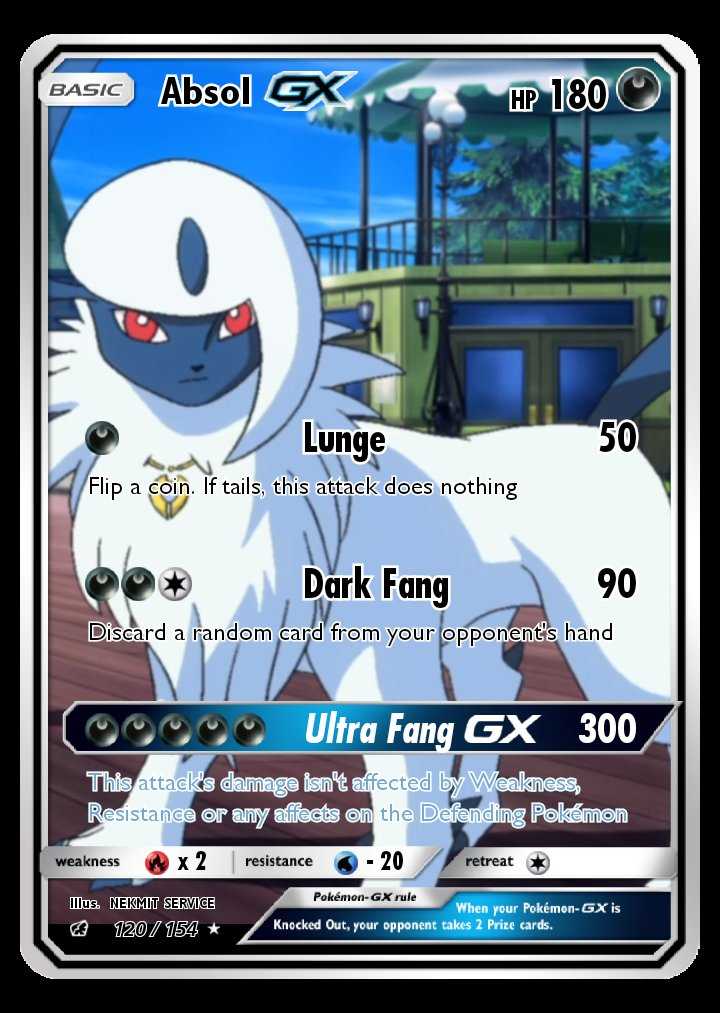 BASIC Absol GX HP 180
Lunge 50
Flip a coin. If tails, this attack does nothing
Dark Fang 90
Discard a random card from your opponent's hand
Ultra Fang GX 300
This attack's damage isn't affected by Weakness,
Resistance or any affects on the Defending Pokémon
weakness x 2 resistance - 20 retreat
Illus. NEKMIT SERVICE
120 / 154
Pokémon-GX rule
When your Pokémon-GX is
Knocked Out, your opponent takes 2 Prize cards.